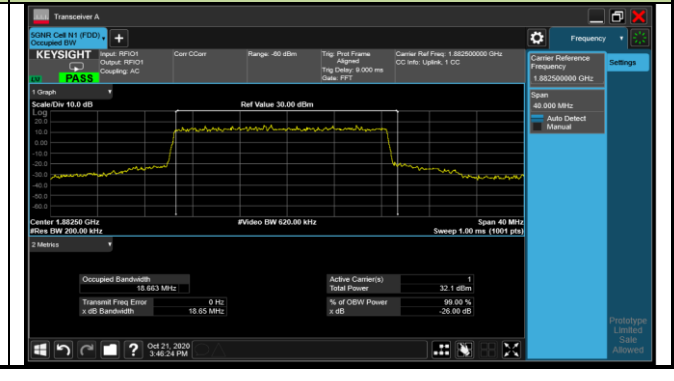 Transceiver A
SGNR Cell N1 (FDD)
Occupied BW
Frequency
KEYSIGHT
LU
PASS
Input: RFIO1
Output: RFIO1
Coupling: AC
Corr CCorr
Range: -60 dBm
Trig: Prot Frame
Aligned
Trig Delay: 9.000 ms
Gate: FFT
Carrier Ref Freq: 1.882500000 GHz
CC Info: Uplink, 1 CC
Carrier Reference
Frequency
1.882500000 GHz
Settings
Span
40.000 MHz
Auto Detect
Manual
1 Graph
Scale/Div 10.0 dB
Ref Value 30.00 dBm
Log
20.0
10.0
0.00
-10.0
-20.0
-30.0
-40.0
-50.0
-60.0
Center 1.88250 GHz
#Video BW 620.00 kHz
Span 40 MHz
#Res BW 200.00 kHz
Sweep 1.00 ms (1001 pts)
2 Metrics
Occupied Bandwidth
18.663 MHz
Active Carrier(s) 1
Total Power 32.1 dBm
Transmit Freq Error 0 Hz
x dB Bandwidth 18.65 MHz
% of OBW Power 99.00 %
x dB -26.00 dB
Prototype
Limited
Sale
Allowed
?
Oct 21, 2020
3:46:24 PM